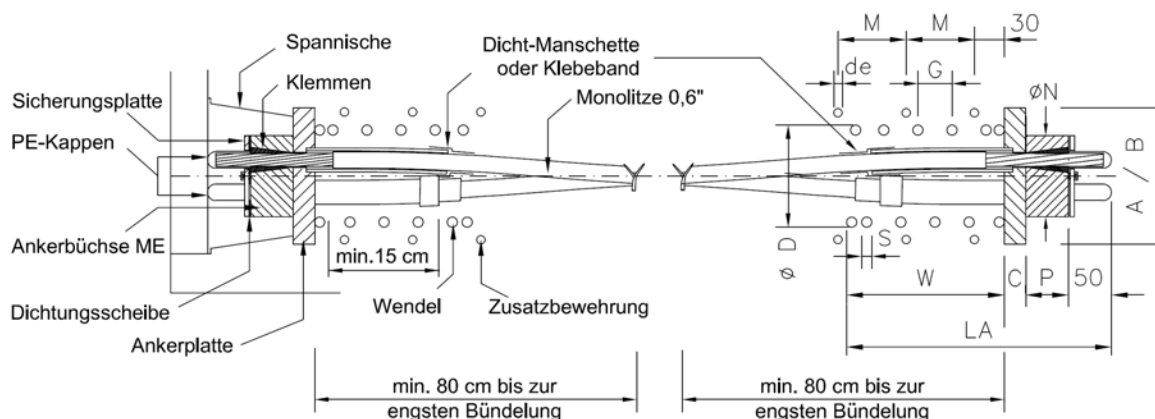 Spannische
Klemmen
Sicherungsplatte
PE-Kappen
Ankerbüchse ME
Dichtungsscheibe
Ankerplatte
min.15 cm
Wendel
Zusatzbewehrung
Dicht-Manschette
oder Klebeband
Monolitze 0,6"
min. 80 cm bis zur
engsten Bündelung
M
M
30
de
G
øN
ø D
S
A / B
W
C
P
50
LA
min. 80 cm bis zur
engsten Bündelung